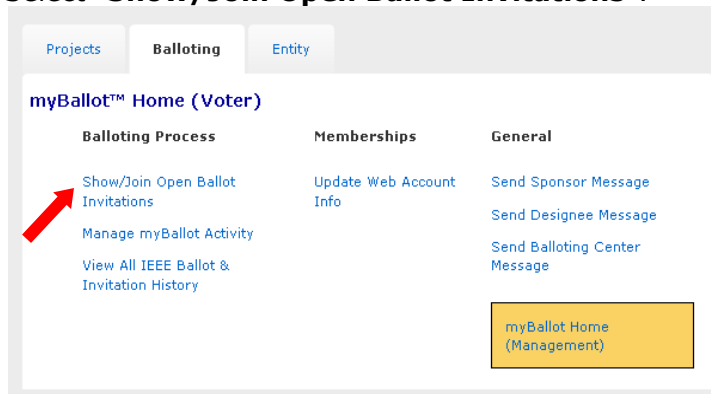 Select "Show/Join Open Ballot Invitations".
Projects Balloting Entity
myBallot™ Home (Voter)
Balloting Process
Show/Join Open Ballot
Invitations
Manage myBallot Activity
View All IEEE Ballot &
Invitation History
Memberships
Update Web Account
Info
General
Send Sponsor Message
Send Designee Message
Send Balloting Center
Message
myBallot Home
(Management)